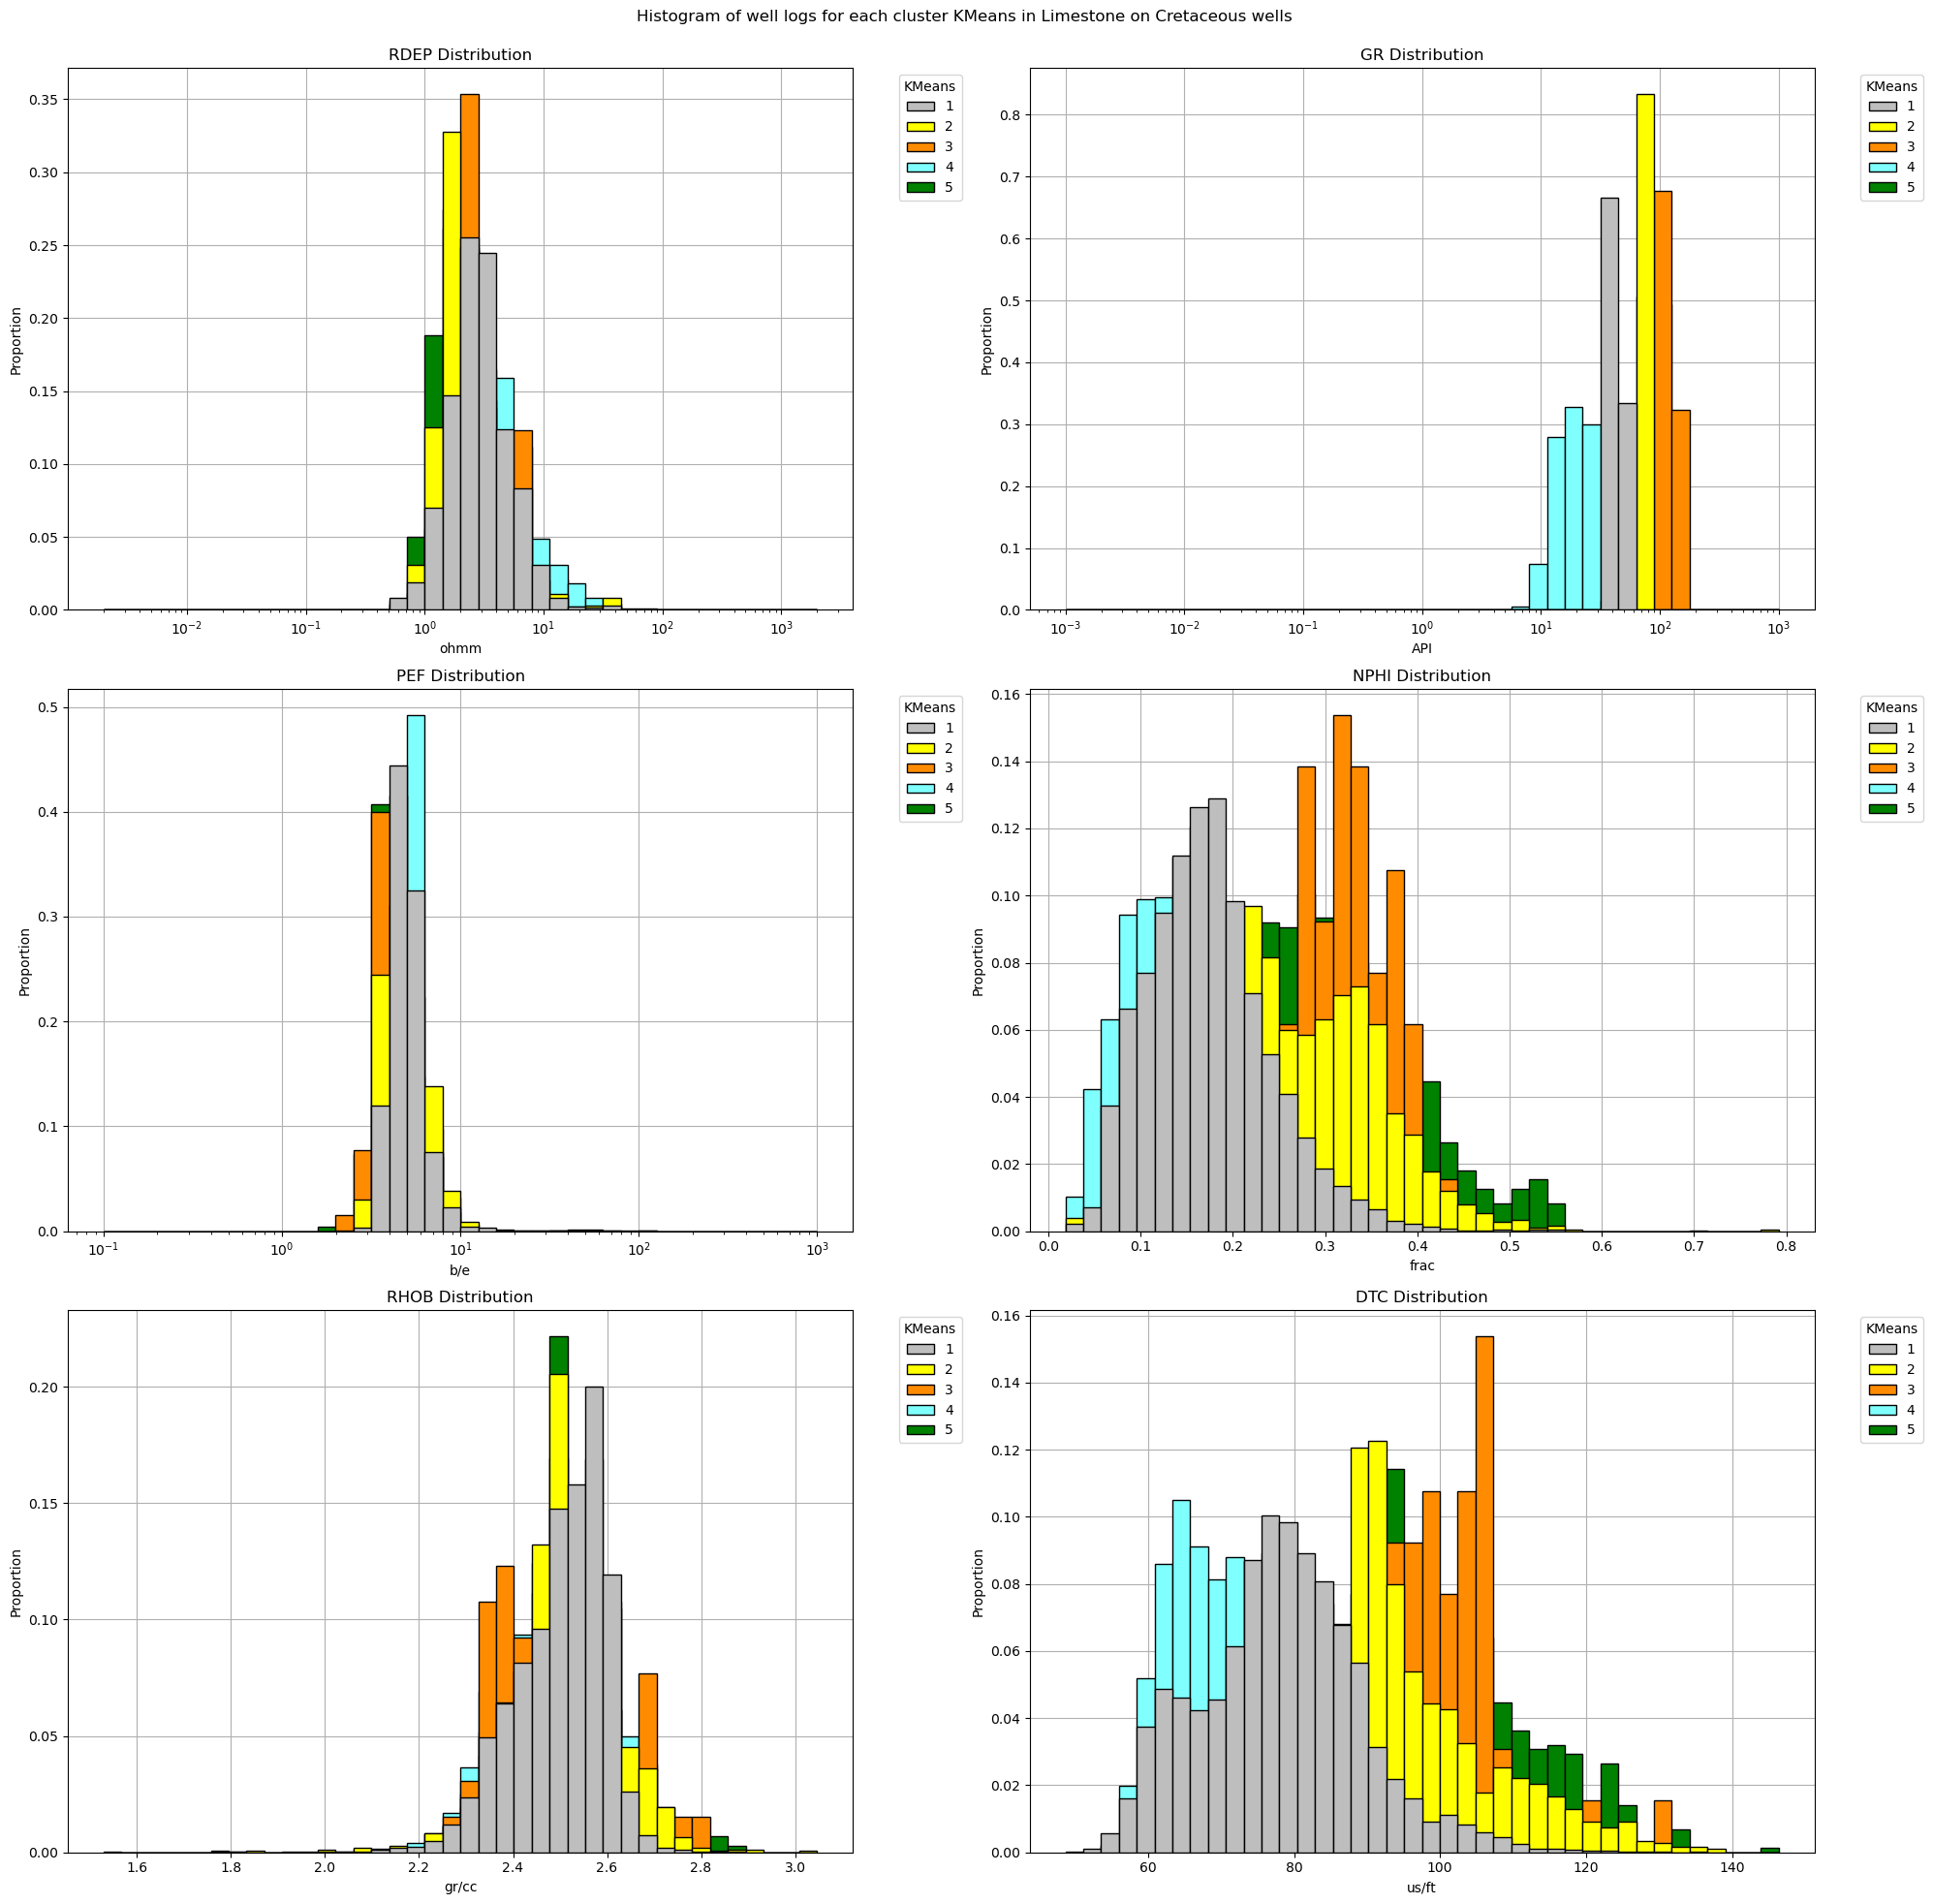 Histogram of well logs for each cluster KMeans in Limestone on Cretaceous wells
RDEP Distribution
Proportion
0.35
0.30
0.25
0.20
0.15
0.10
0.05
0.00
10⁻² 10⁻¹ 10⁰ 10¹ 10² 10³
ohmm
KMeans
1
2
3
4
5
GR Distribution
Proportion
0.8
0.7
0.6
0.5
0.4
0.3
0.2
0.1
0.0
10⁻³ 10⁻² 10⁻¹ 10⁰ 10¹ 10² 10³
API
KMeans
1
2
3
4
5
PEF Distribution
Proportion
0.5
0.4
0.3
0.2
0.1
0.0
10⁻¹ 10⁰ 10¹ 10² 10³
b/e
KMeans
1
2
3
4
5
NPHI Distribution
Proportion
0.16
0.14
0.12
0.10
0.08
0.06
0.04
0.02
0.00
0.0 0.1 0.2 0.3 0.4 0.5 0.6 0.7 0.8
frac
KMeans
1
2
3
4
5
RHOB Distribution
Proportion
0.20
0.15
0.10
0.05
0.00
1.6 1.8 2.0 2.2 2.4 2.6 2.8 3.0
gr/cc
KMeans
1
2
3
4
5
DTC Distribution
Proportion
0.16
0.14
0.12
0.10
0.08
0.06
0.04
0.02
0.00
60 80 100 120 140
us/ft
KMeans
1
2
3
4
5